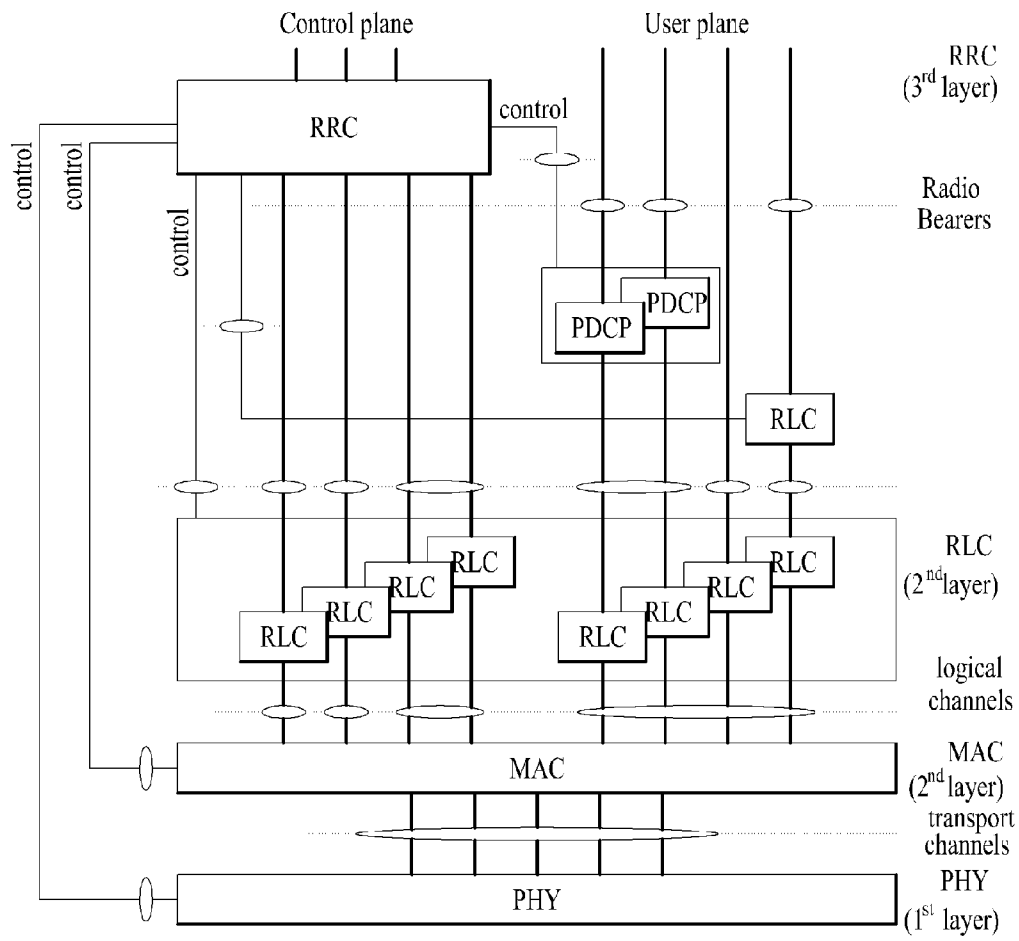 Control plane
User plane
RRC
(3rd layer)
RRC
control
control
control
control
Radio
Bearers
PDCP
PDCP
RLC
RLC
RLC
RLC
RLC
RLC
RLC
RLC
RLC
RLC
(2nd layer)
logical
channels
MAC
MAC
(2nd layer)
transport
channels
PHY
PHY
(1st layer)